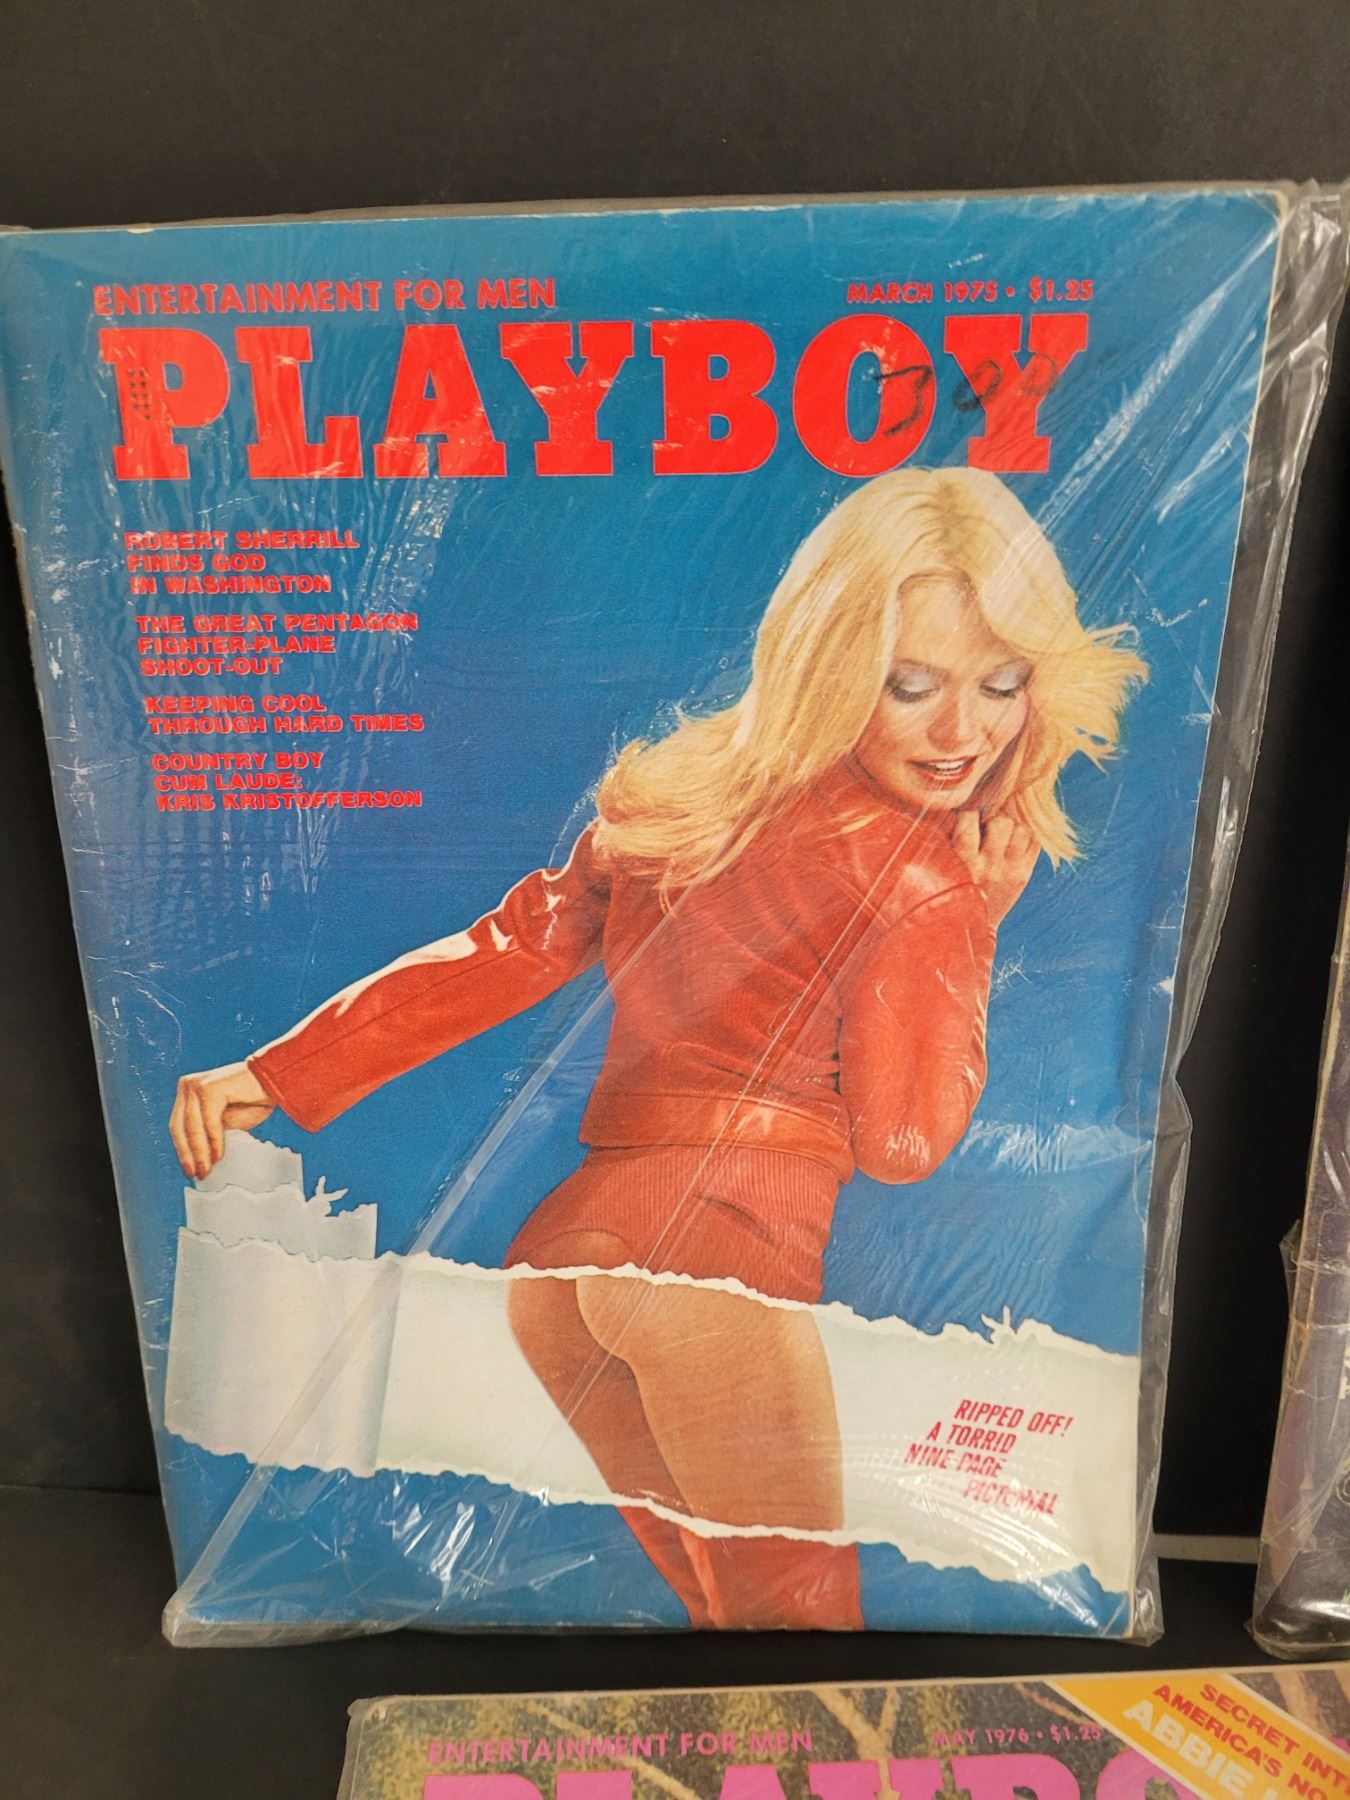 ENTERTAINMENT FOR MEN
MARCH 1975 • $1.25
PLAYBOY
300
ROBERT SHERRILL
FINDS GOD
IN WASHINGTON
THE GREAT PENTAGON
FIGHTER-PLANE
SHOOT-OUT
KEEPING COOL
THROUGH HARD TIMES
COUNTRY BOY
CUM LAUDE:
KRIS KRISTOFFERSON
RIPPED OFF!
A TORRID
NINE-PAGE
PICTORIAL
ENTERTAINMENT FOR MEN
MAY 1976 • $1.25
SECRET
AMERICA'S
ABBIE